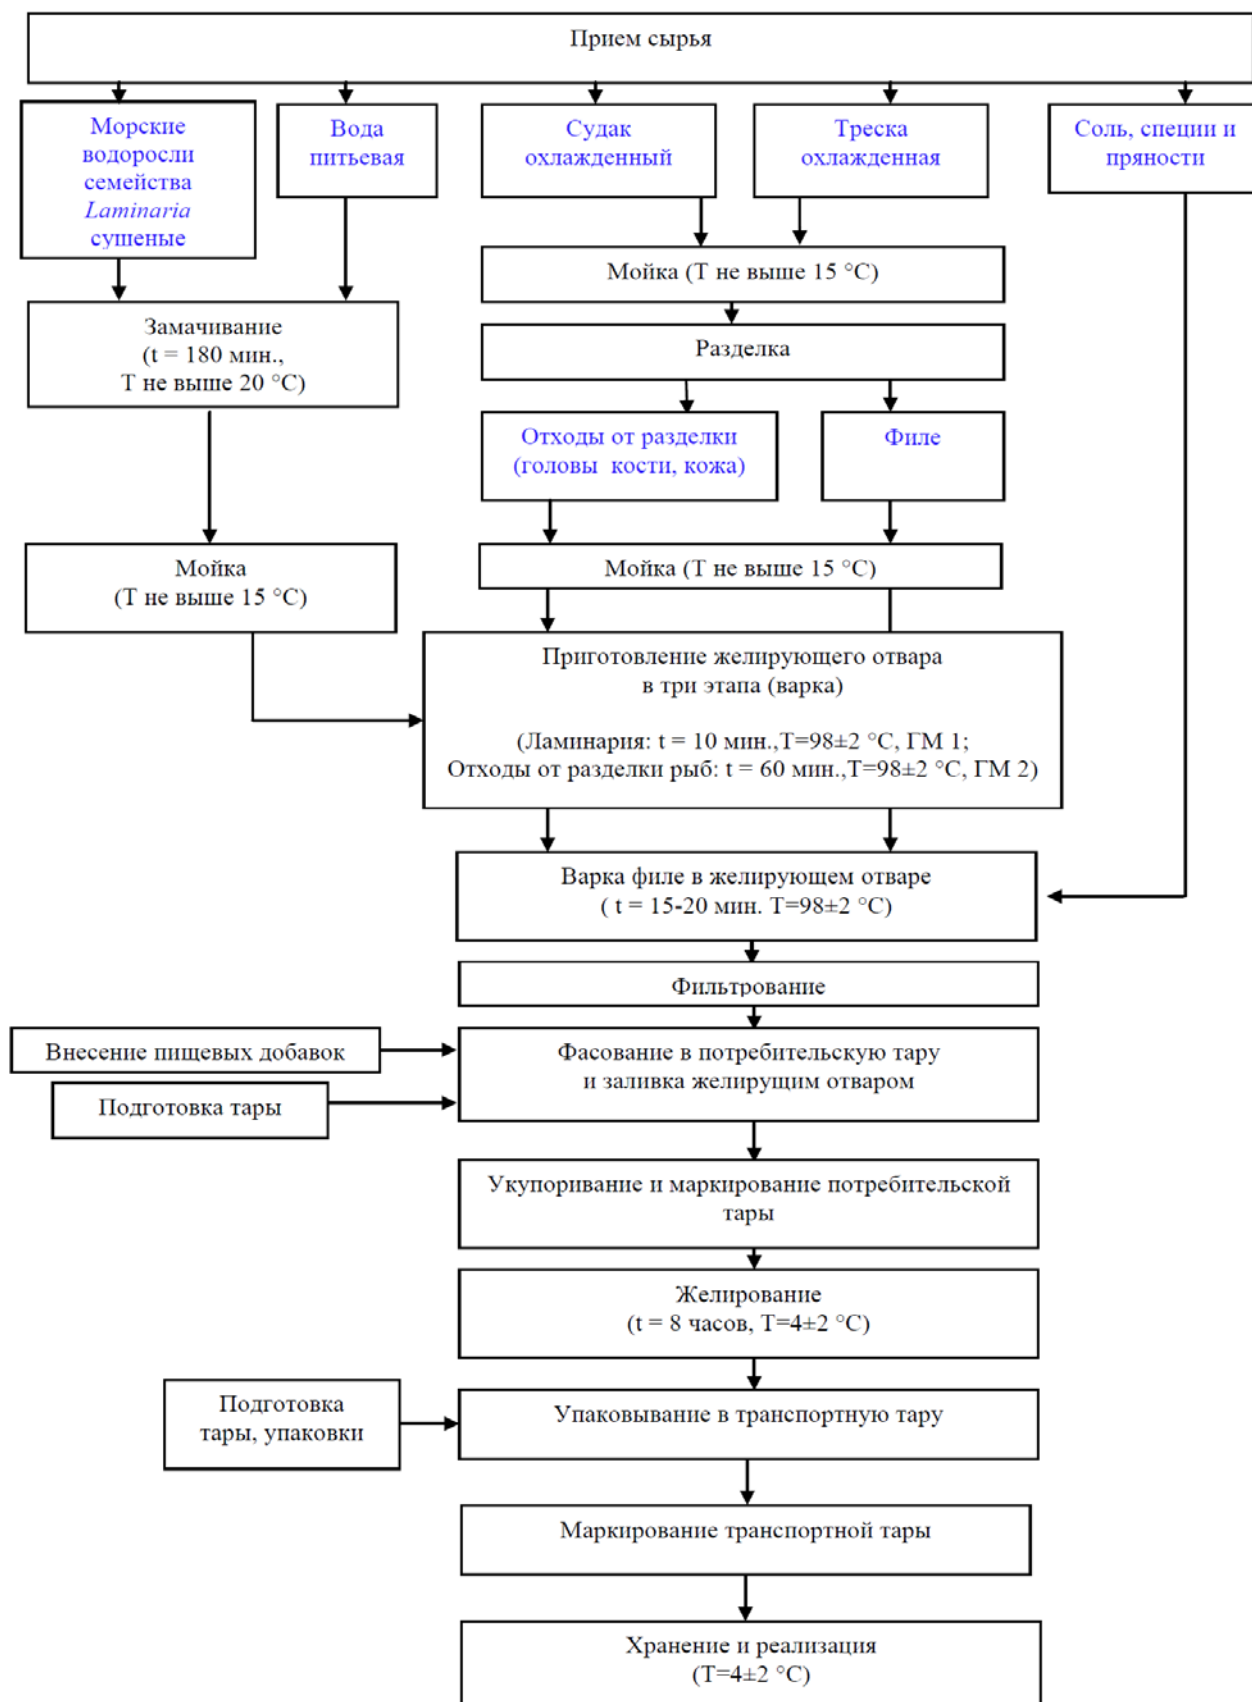 Прием сырья
Морские
водоросли
семейства
Laminaria
сушеные
Вода
питьевая
Судак
охлажденный
Треска
охлажденная
Соль, специи и
пряности
Мойка (Т не выше 15 °С)
Замачивание
(t = 180 мин.,
Т не выше 20 °С)
Разделка
Отходы от разделки
(головы кости, кожа)
Филе
Мойка
(Т не выше 15 °С)
Мойка (Т не выше 15 °С)
Приготовление желирующего отвара
в три этапа (варка)
(Ламинария: t = 10 мин.,Т=98±2 °С, ГМ 1;
Отходы от разделки рыб: t = 60 мин.,Т=98±2 °С, ГМ 2)
Варка филе в желирующем отваре
( t = 15-20 мин. Т=98±2 °С)
Фильтрование
Внесение пищевых добавок
Фасование в потребительскую тару
и заливка желирущим отваром
Подготовка тары
Укупоривание и маркирование потребительской
тары
Желирование
(t = 8 часов, Т=4±2 °С)
Подготовка
тары, упаковки
Упаковывание в транспортную тару
Маркирование транспортной тары
Хранение и реализация
(Т=4±2 °С)